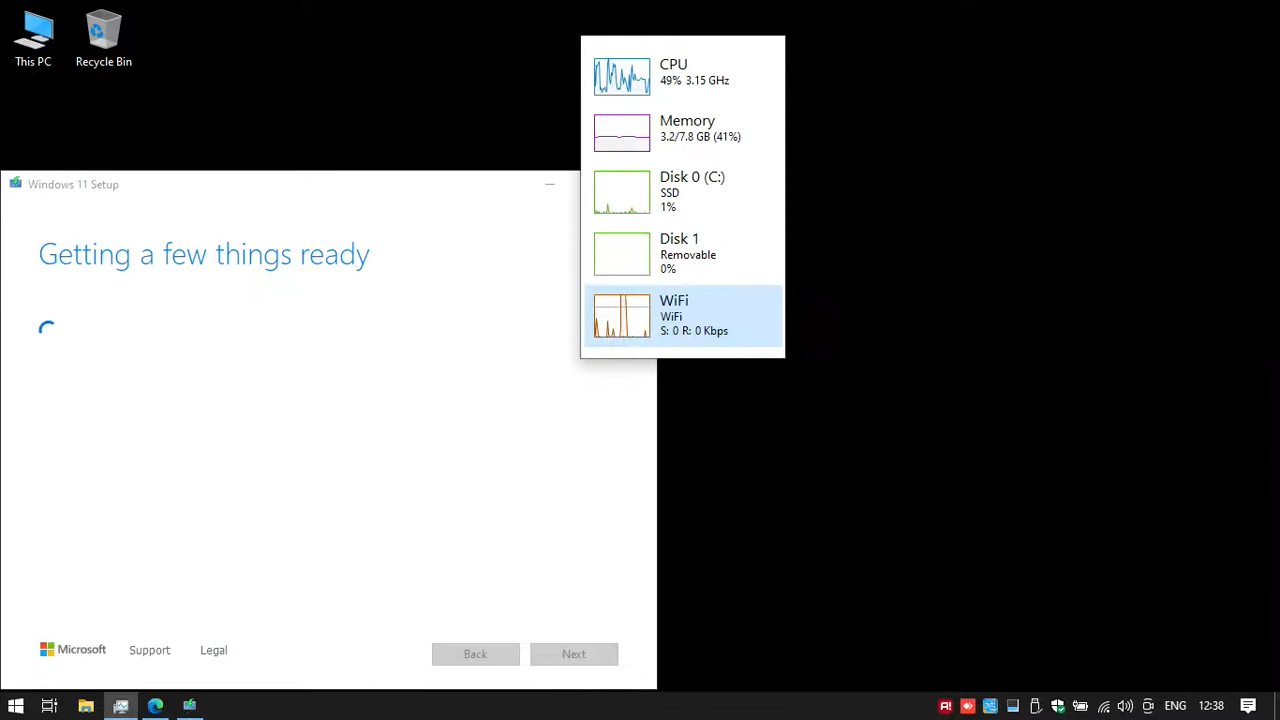 This PC
Recycle Bin
CPU
49% 3.15 GHz
Memory
3.2/7.8 GB (41%)
Disk 0 (C:)
SSD
1%
Disk 1
Removable
0%
WiFi
WiFi
S: 0 R: 0 Kbps
Windows 11 Setup
Getting a few things ready
Microsoft
Support
Legal
Back
Next
A!
ENG
12:38